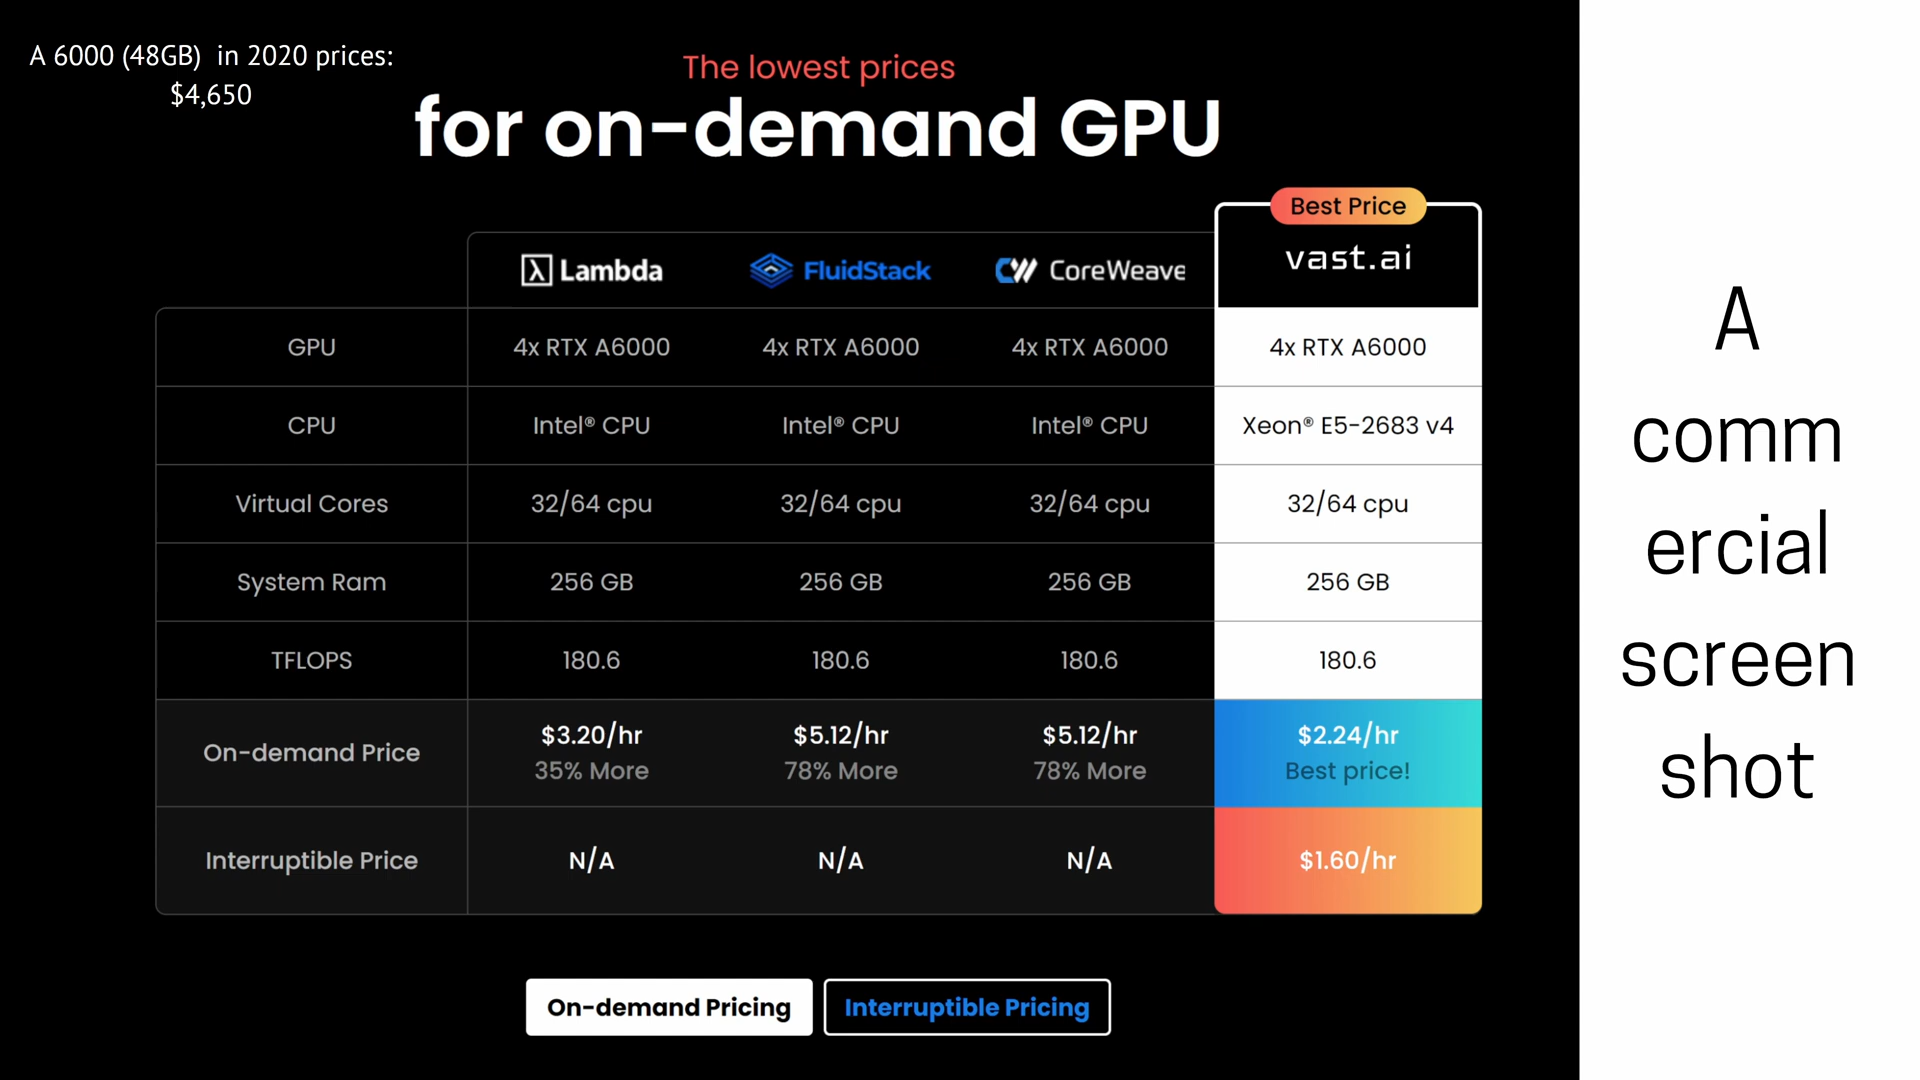 A 6000 (48GB)  in 2020 prices:
$4,650
The lowest prices
for on-demand GPU
Best Price
Lambda FluidStack CoreWeave vast.ai
GPU 4x RTX A6000 4x RTX A6000 4x RTX A6000 4x RTX A6000
CPU Intel® CPU Intel® CPU Intel® CPU Xeon® E5-2683 v4
Virtual Cores 32/64 cpu 32/64 cpu 32/64 cpu 32/64 cpu
System Ram 256 GB 256 GB 256 GB 256 GB
TFLOPS 180.6 180.6 180.6 180.6
On-demand Price $3.20/hr $5.12/hr $5.12/hr $2.24/hr
35% More 78% More 78% More Best price!
Interruptible Price N/A N/A N/A $1.60/hr
On-demand Pricing Interruptible Pricing
A
comm
ercial
screen
shot